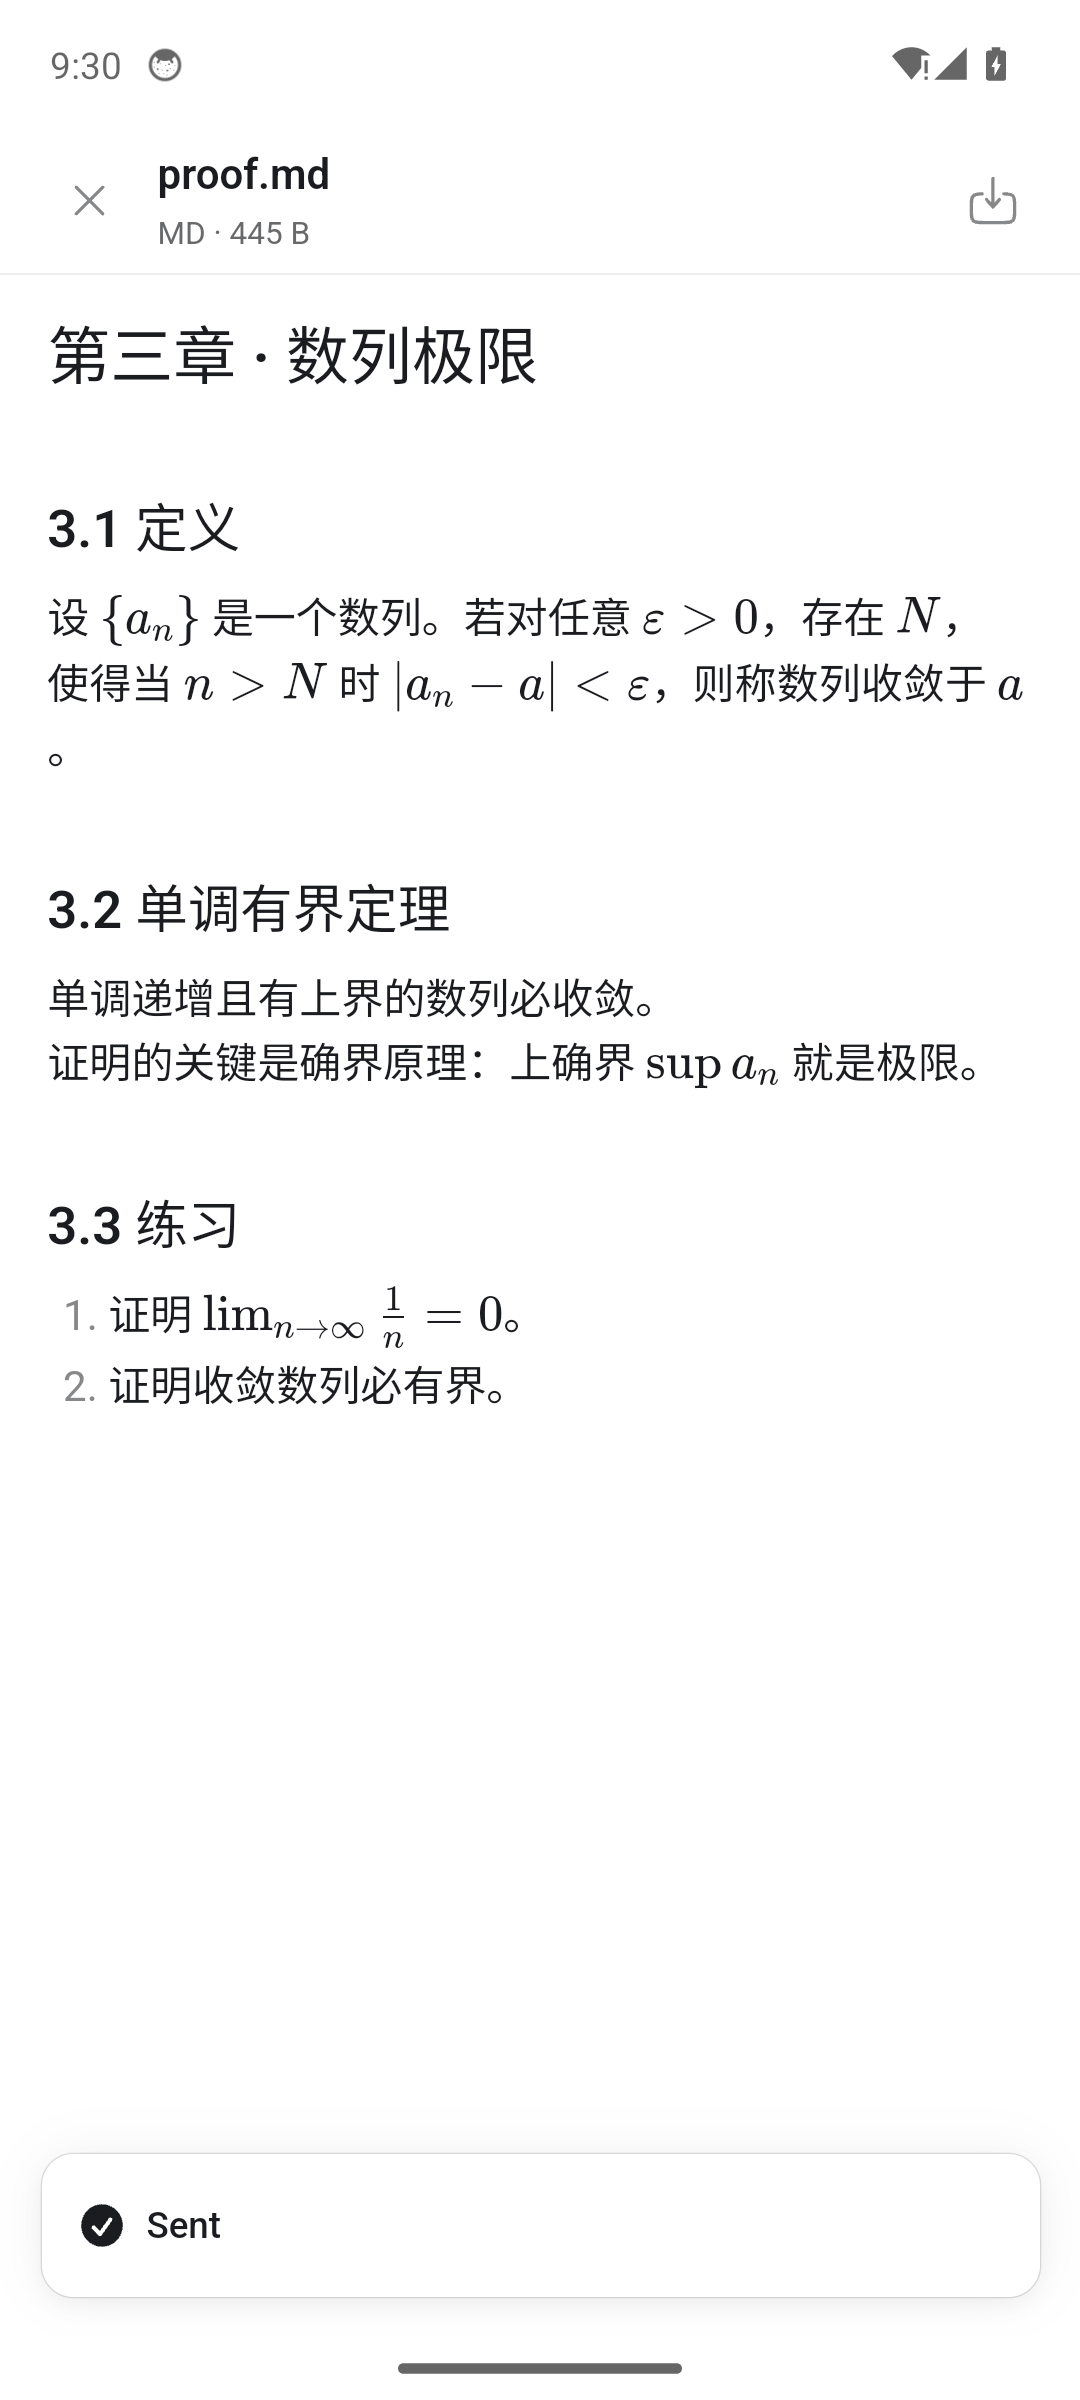 9:30
proof.md
MD · 445 B
第三章 · 数列极限
3.1 定义
设 {aₙ} 是一个数列。若对任意 ε > 0，存在 N，
使得当 n > N 时 |aₙ − a| < ε，则称数列收敛于 a
。
3.2 单调有界定理
单调递增且有上界的数列必收敛。
证明的关键是确界原理：上确界 sup aₙ 就是极限。
3.3 练习
1. 证明 limₙ→∞ 1/n = 0。
2. 证明收敛数列必有界。
Sent